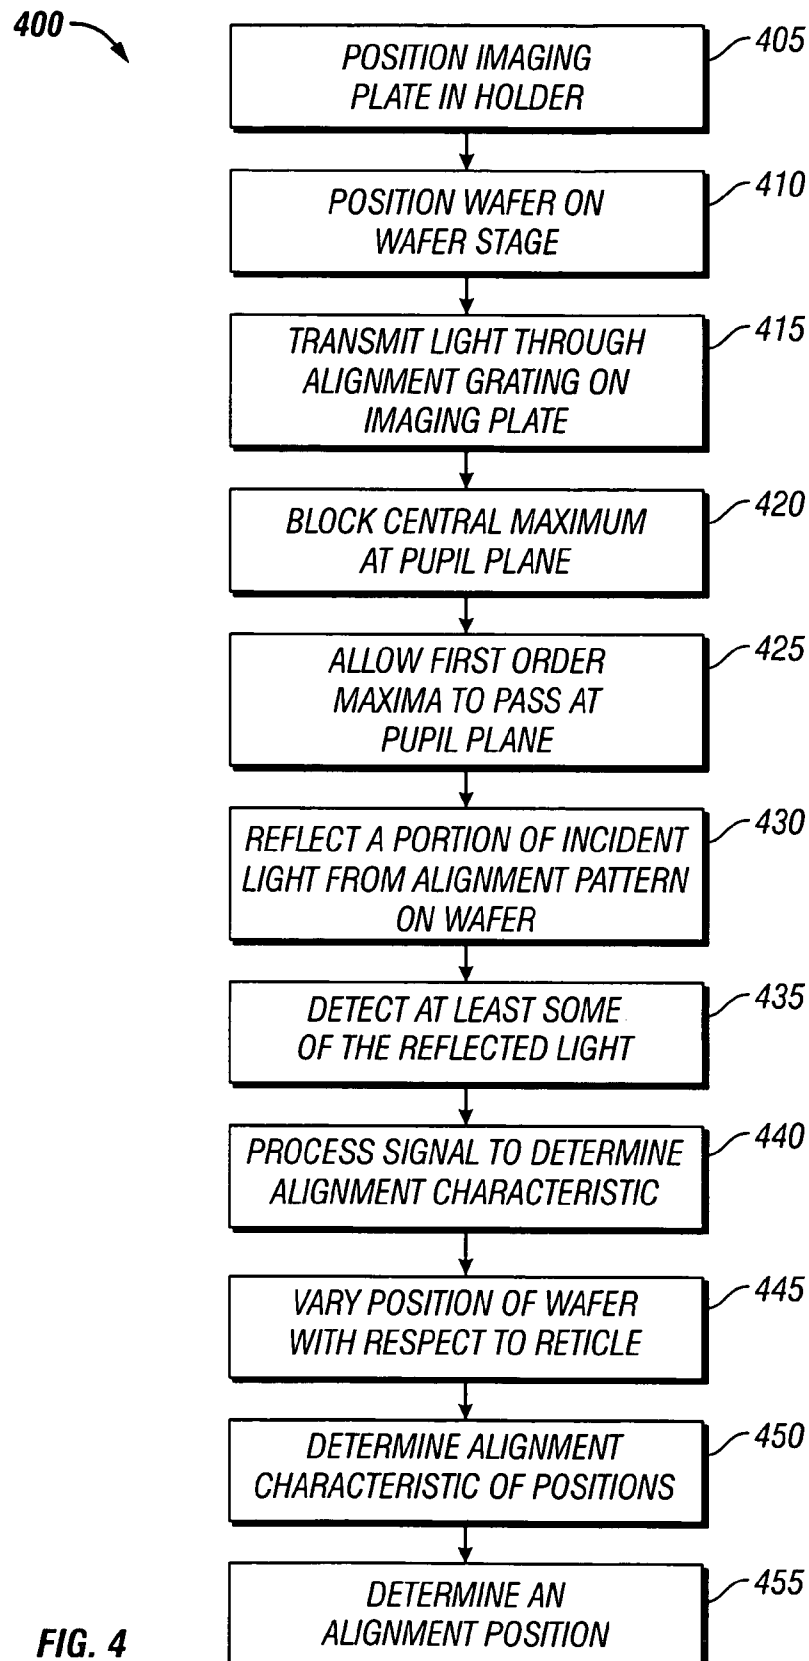 400
POSITION IMAGING
PLATE IN HOLDER
405
POSITION WAFER ON
WAFER STAGE
410
TRANSMIT LIGHT THROUGH
ALIGNMENT GRATING ON
IMAGING PLATE
415
BLOCK CENTRAL MAXIMUM
AT PUPIL PLANE
420
ALLOW FIRST ORDER
MAXIMA TO PASS AT
PUPIL PLANE
425
REFLECT A PORTION OF INCIDENT
LIGHT FROM ALIGNMENT PATTERN
ON WAFER
430
DETECT AT LEAST SOME
OF THE REFLECTED LIGHT
435
PROCESS SIGNAL TO DETERMINE
ALIGNMENT CHARACTERISTIC
440
VARY POSITION OF WAFER
WITH RESPECT TO RETICLE
445
DETERMINE ALIGNMENT
CHARACTERISTIC OF POSITIONS
450
DETERMINE AN
ALIGNMENT POSITION
455
FIG. 4